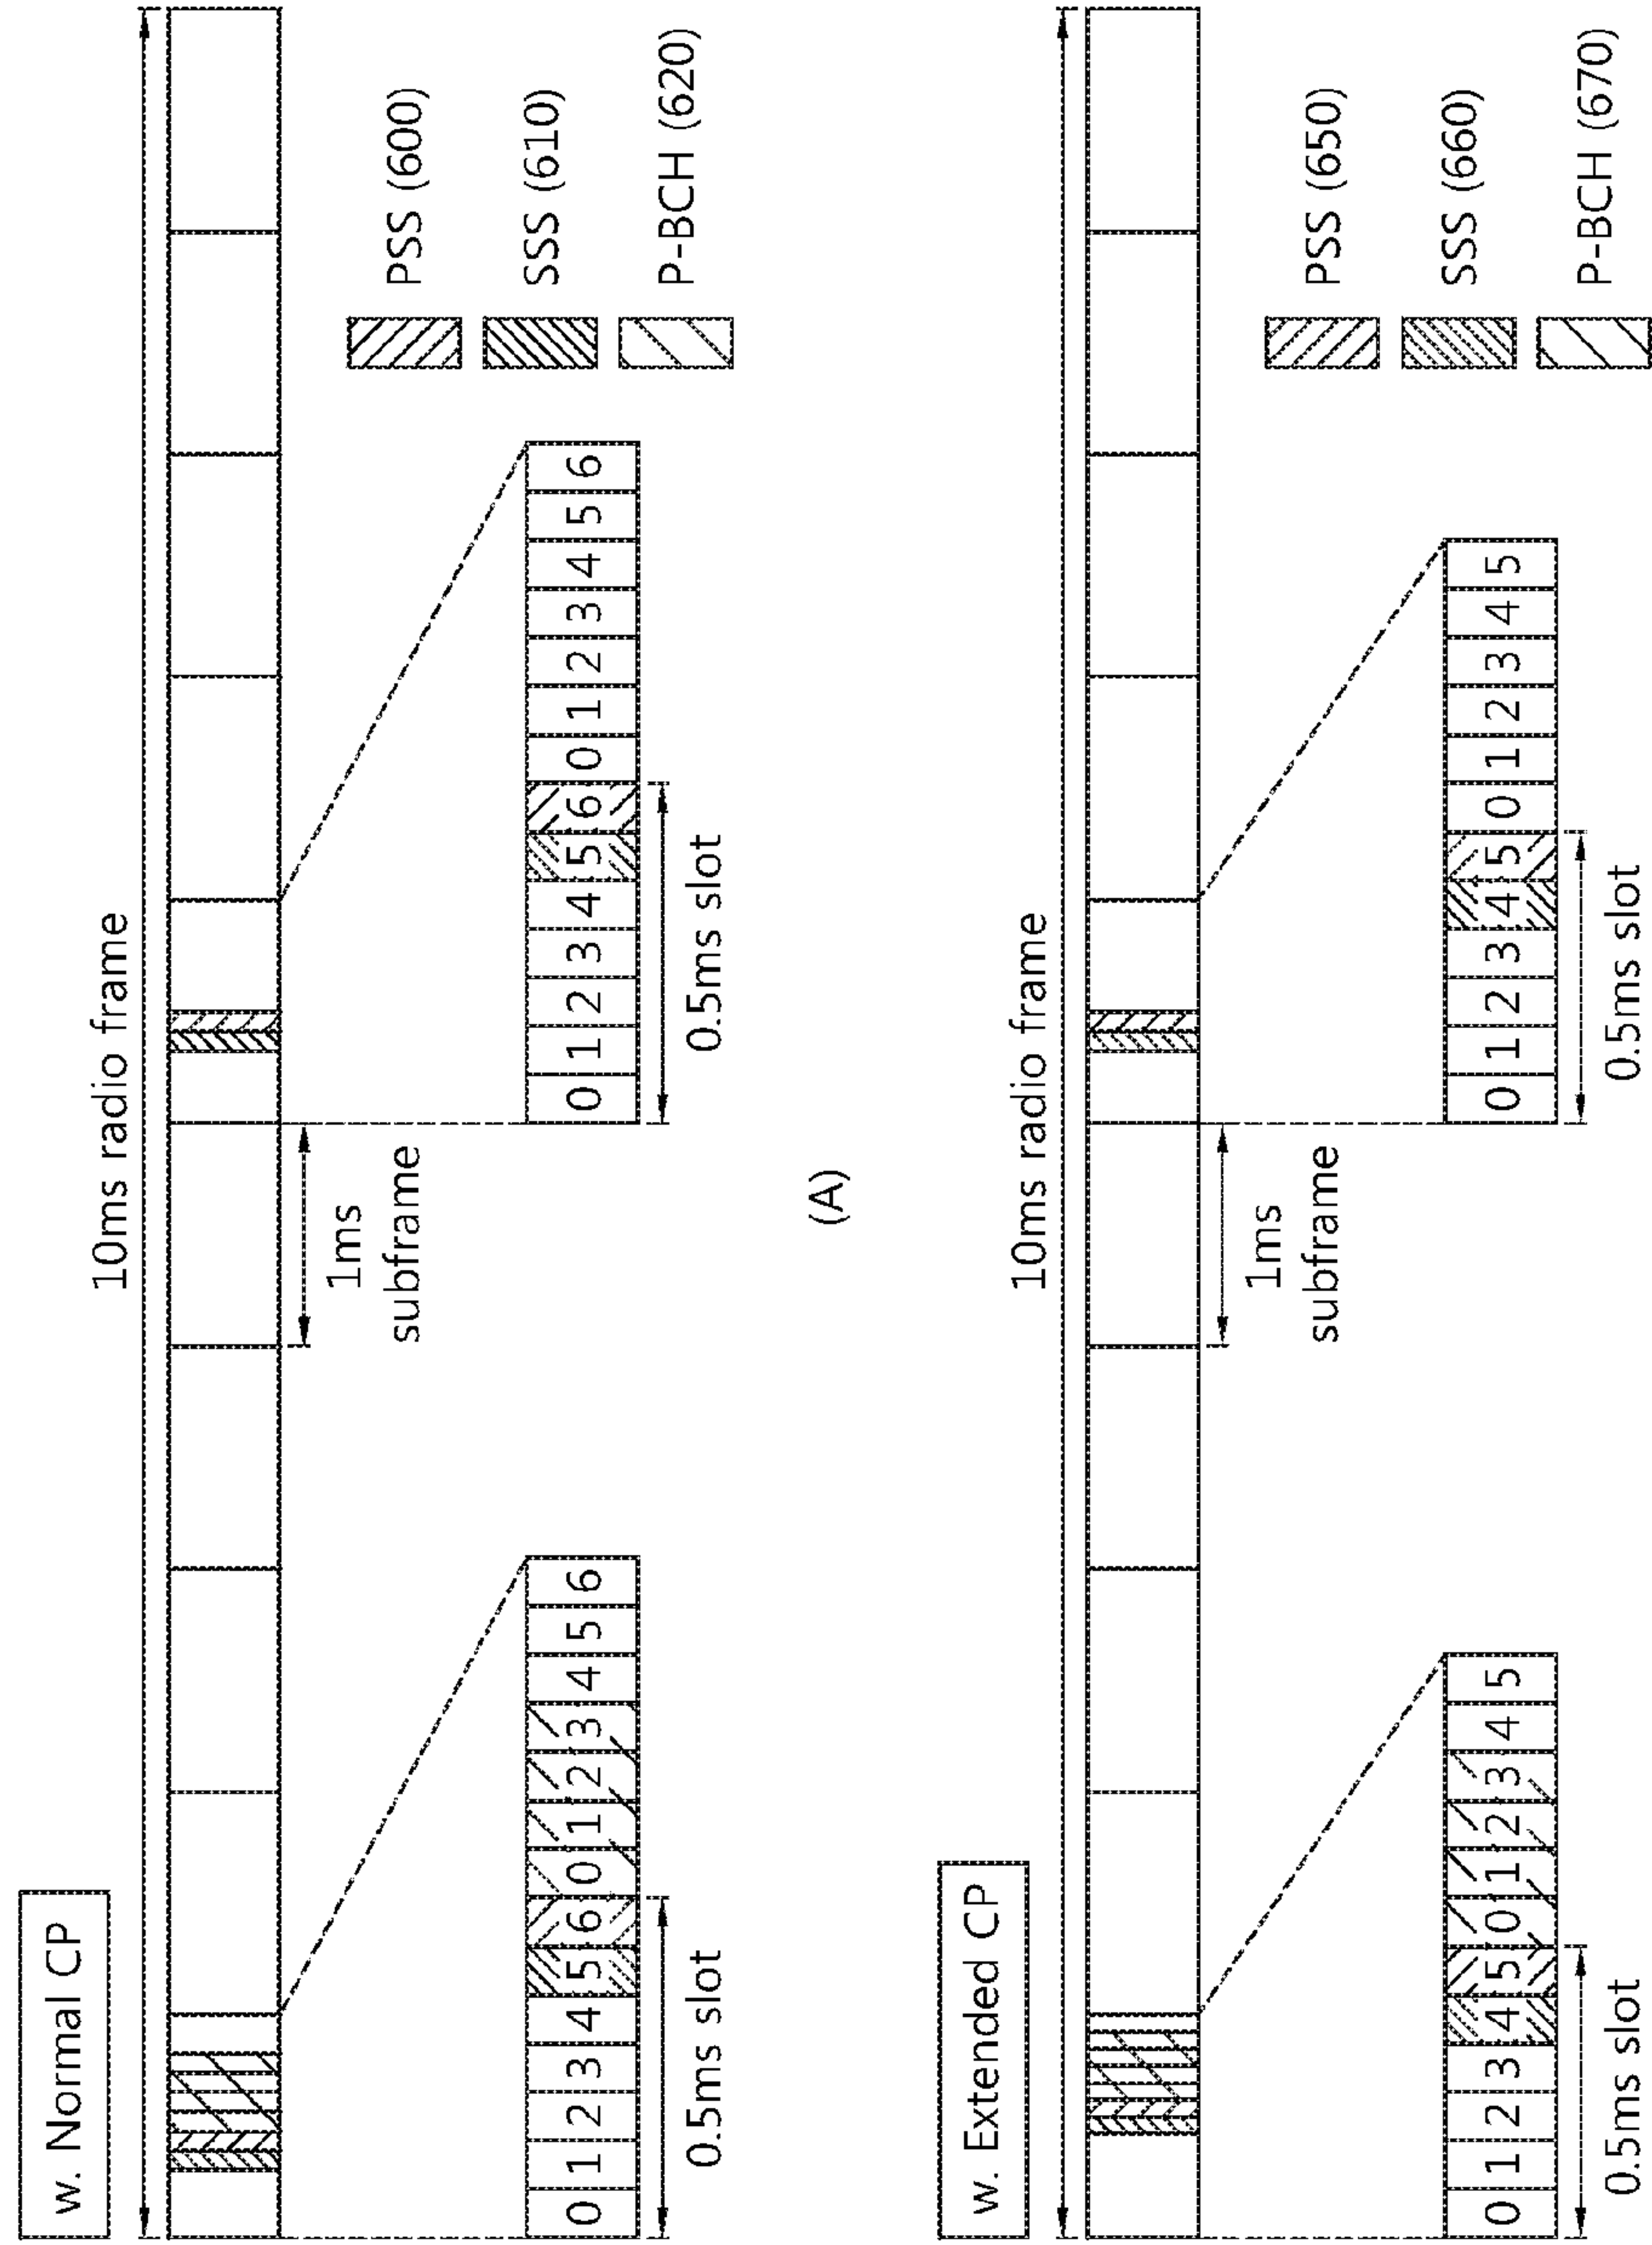 w. Normal CP
10ms radio frame
1ms
subframe
PSS (600)
SSS (610)
P-BCH (620)
0 1 2 3 4 5 6 0 1 2 3 4 5 6
0 1 2 3 4 5 6 0 1 2 3 4 5 6
0.5ms slot
0.5ms slot
(A)
w. Extended CP
10ms radio frame
1ms
subframe
PSS (650)
SSS (660)
P-BCH (670)
0 1 2 3 4 5 0 1 2 3 4 5
0 1 2 3 4 5 0 1 2 3 4 5
0.5ms slot
0.5ms slot